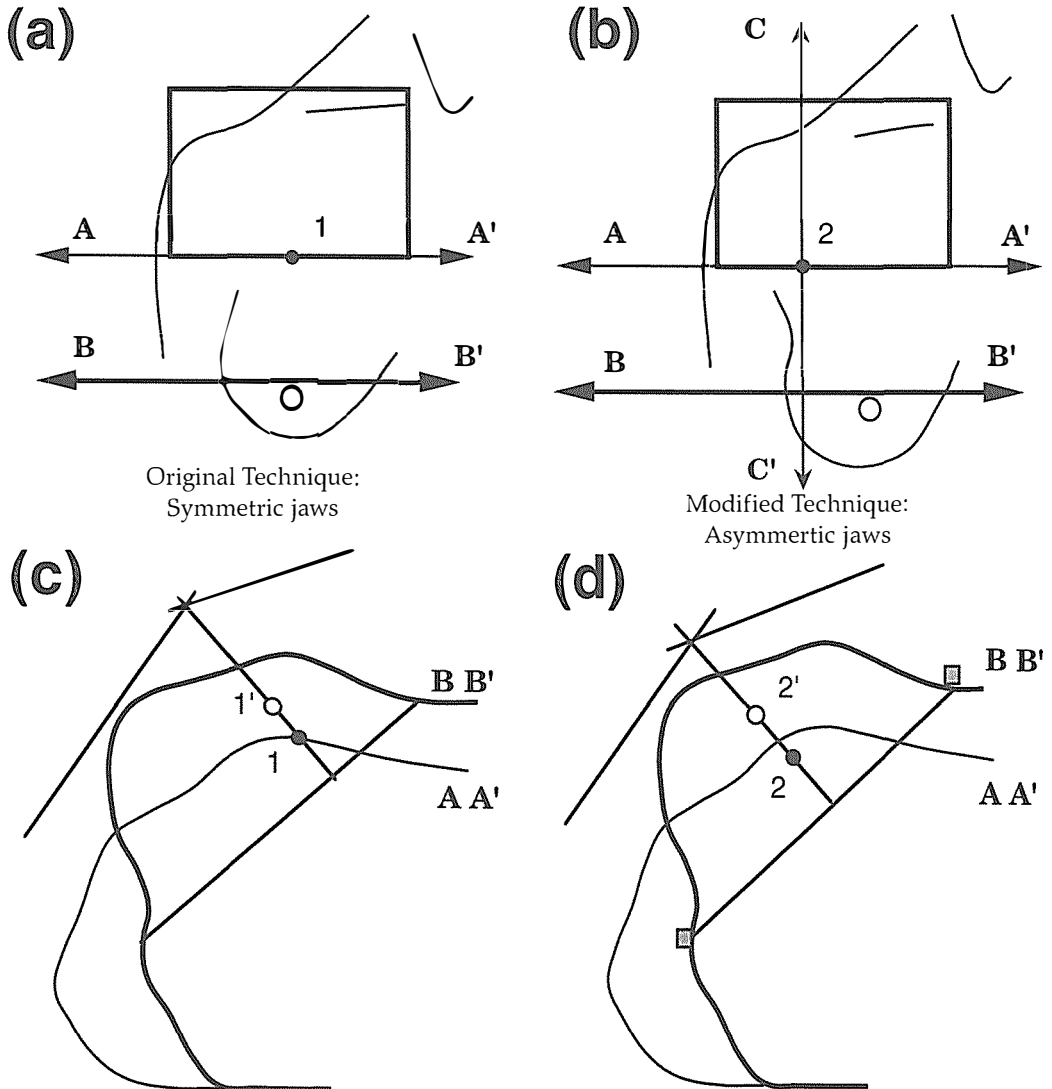 (a)
1
A
A'
B
B'
Original Technique:
Symmetric jaws
(b)
C
2
A
A'
B
B'
C'
Modified Technique:
Asymmertic jaws
(c)
B B'
1'
1
A A'
(d)
B B'
2'
2
A A'